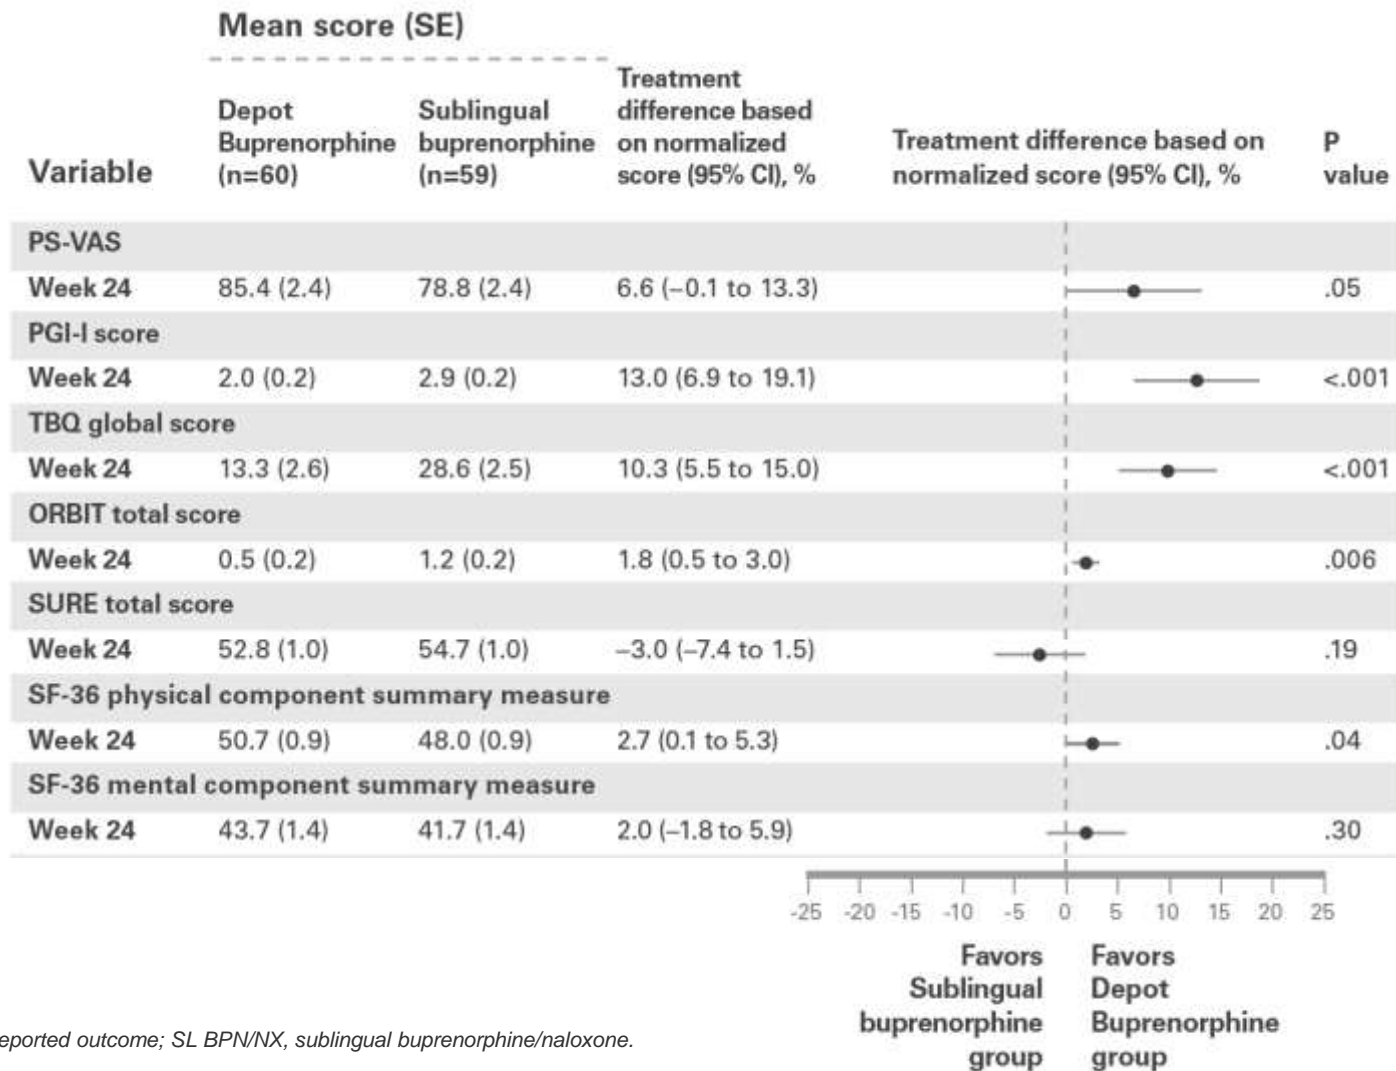 Mean score (SE)
Variable
Depot
Buprenorphine
(n=60)
Sublingual
buprenorphine
(n=59)
Treatment
difference based
on normalized
score (95% CI), %
Treatment difference based on
normalized score (95% CI), %
P
value
PS-VAS
Week 24 85.4 (2.4) 78.8 (2.4) 6.6 (−0.1 to 13.3) .05
PGI-I score
Week 24 2.0 (0.2) 2.9 (0.2) 13.0 (6.9 to 19.1) <.001
TBQ global score
Week 24 13.3 (2.6) 28.6 (2.5) 10.3 (5.5 to 15.0) <.001
ORBIT total score
Week 24 0.5 (0.2) 1.2 (0.2) 1.8 (0.5 to 3.0) .006
SURE total score
Week 24 52.8 (1.0) 54.7 (1.0) −3.0 (−7.4 to 1.5) .19
SF-36 physical component summary measure
Week 24 50.7 (0.9) 48.0 (0.9) 2.7 (0.1 to 5.3) .04
SF-36 mental component summary measure
Week 24 43.7 (1.4) 41.7 (1.4) 2.0 (−1.8 to 5.9) .30
-25 -20 -15 -10 -5 0 5 10 15 20 25
Favors
Sublingual
buprenorphine
group
Favors
Depot
Buprenorphine
group
eported outcome; SL BPN/NX, sublingual buprenorphine/naloxone.